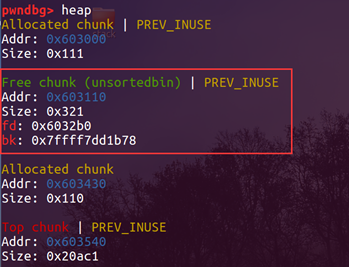 pwndbg> heap
Allocated chunk | PREV_INUSE
Addr: 0x603000
Size: 0x111
Free chunk (unsortedbin) | PREV_INUSE
Addr: 0x603110
Size: 0x321
fd: 0x6032b0
bk: 0x7ffff7dd1b78
Allocated chunk
Addr: 0x603430
Size: 0x110
Top chunk | PREV_INUSE
Addr: 0x603540
Size: 0x20ac1